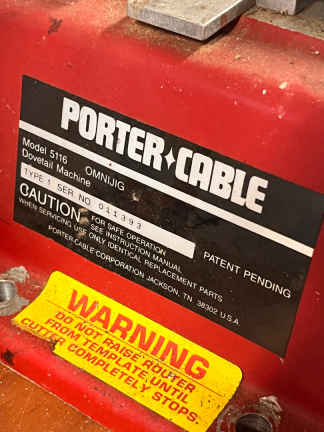 PORTER✦CABLE
Model 5116 OMNIJIG
Dovetail Machine
TYPE 1 SER NO 011393
PATENT PENDING
CAUTION FOR SAFE OPERATION
SEE INSTRUCTION MANUAL
WHEN SERVICING USE ONLY IDENTICAL REPLACEMENT PARTS
PORTER-CABLE CORPORATION JACKSON, TN. 38302 U S A
WARNING
DO NOT RAISE ROUTER
FROM TEMPLATE UNTIL
CUTTER COMPLETELY STOPS.